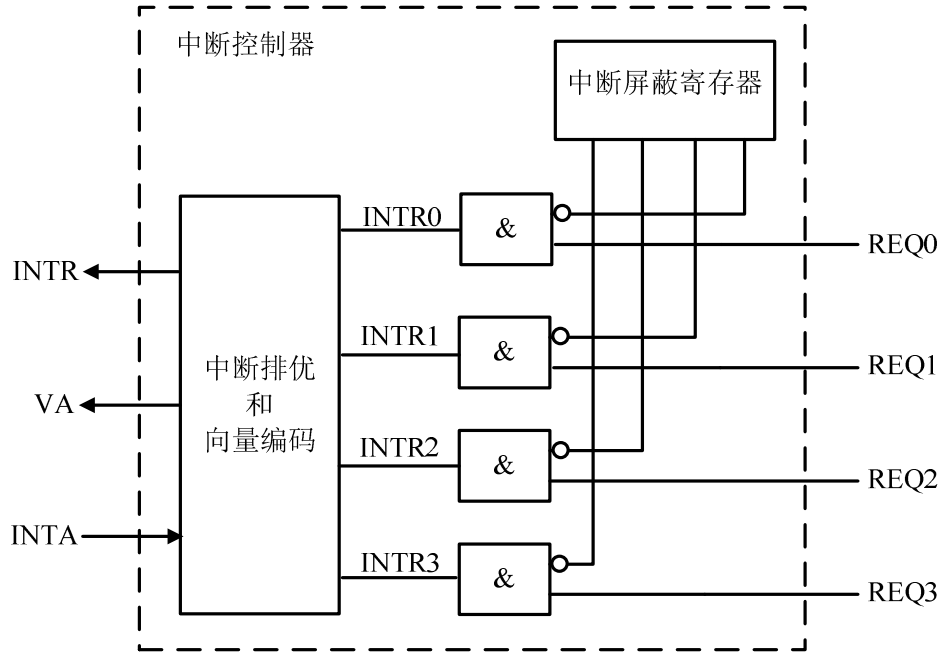 中断控制器
中断屏蔽寄存器
INTR0
&
REQ0
INTR
INTR1
&
REQ1
中断排优
和
向量编码
VA
INTR2
&
REQ2
INTA
INTR3
&
REQ3